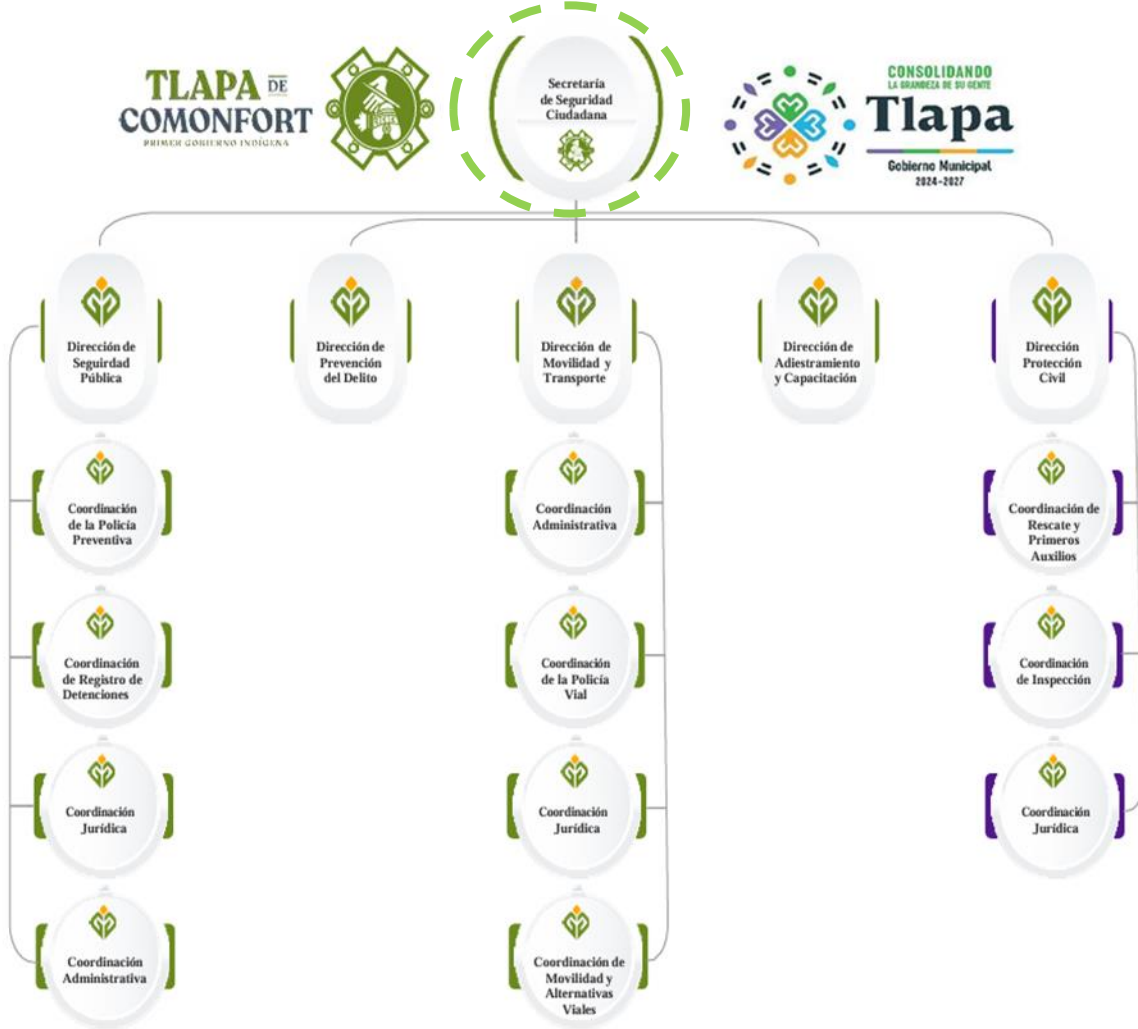 TLAPA DE
COMONFORT
PRIMER GOBIERNO INDÍGENA
Secretaría
de Seguridad
Ciudadana
CONSOLIDANDO
LA GRANDEZA DE SU GENTE
Tlapa
Gobierno Municipal
2024-2027
Dirección de
Seguirdad
Pública
Dirección de
Prevención
del Delito
Dirección de
Movilidad y
Transporte
Dirección de
Adiestramiento
y Capacitación
Dirección
Protección
Civil
Coordinación
de la Policía
Preventiva
Coordinación
Administrativa
Coordinación de
Rescate y
Primeros
Auxilios
Coordinación
de Registro de
Detenciones
Coordinación
de la Policía
Vial
Coordinación
de Inspección
Coordinación
Jurídica
Coordinación
Jurídica
Coordinación
Jurídica
Coordinación
Administrativa
Coordinación de
Movilidad y
Alternativas
Viales